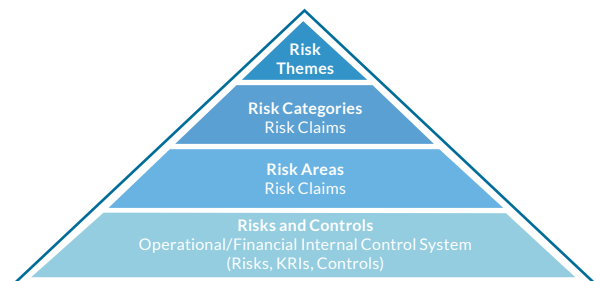 Risk
Themes
Risk Categories
Risk Claims
Risk Areas
Risk Claims
Risks and Controls
Operational/Financial Internal Control System
(Risks, KRIs, Controls)